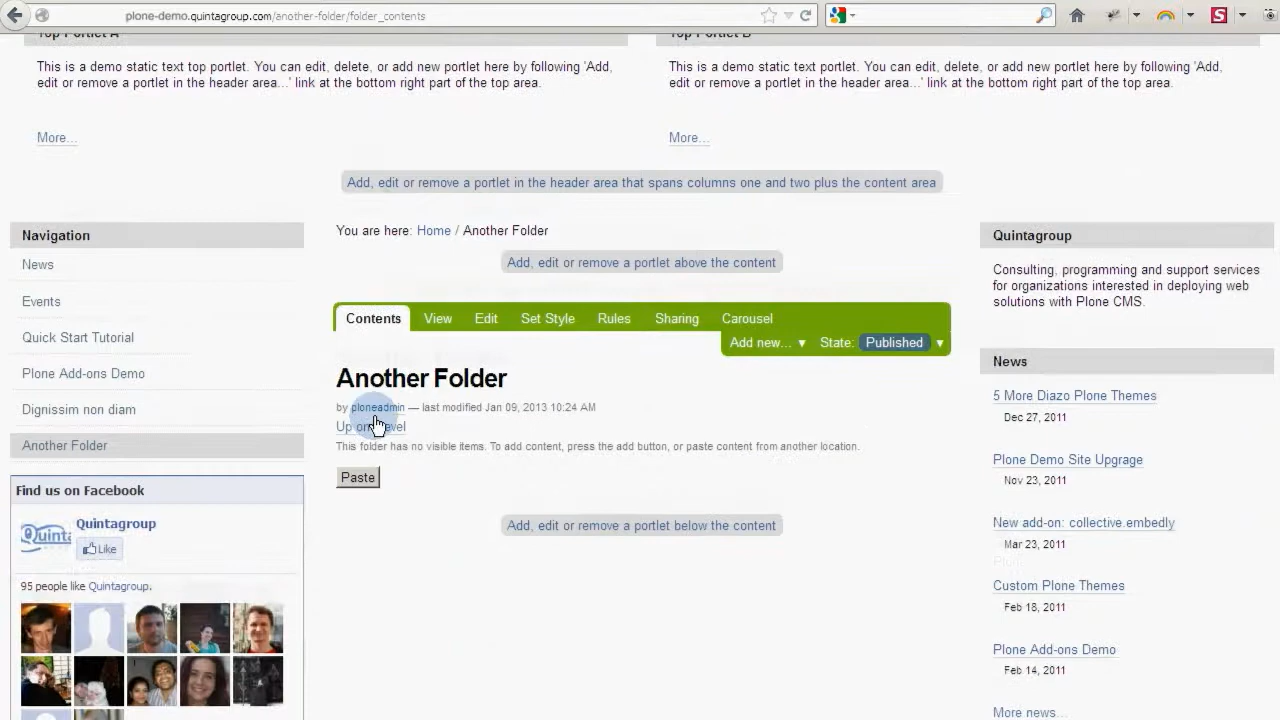 plone-demo.quintagroup.com/another-folder/folder_contents
S
Top Portlet A
Top Portlet B
This is a demo static text top portlet. You can edit, delete, or add new portlet here by following 'Add,
edit or remove a portlet in the header area...' link at the bottom right part of the top area.
This is a demo static text top portlet. You can edit, delete, or add new portlet here by following 'Add,
edit or remove a portlet in the header area...' link at the bottom right part of the top area.
More...
More...
Add, edit or remove a portlet in the header area that spans columns one and two plus the content area
Navigation
News
Events
Quick Start Tutorial
Plone Add-ons Demo
Dignissim non diam
Another Folder
Find us on Facebook
Quinta
Quintagroup
Like
95 people like Quintagroup.
You are here: Home / Another Folder
Add, edit or remove a portlet above the content
Contents View Edit Set Style Rules Sharing Carousel
Add new... ▼ State: Published ▼
Another Folder
by ploneadmin — last modified Jan 09, 2013 10:24 AM
Up one level
This folder has no visible items. To add content, press the add button, or paste content from another location.
Paste
Add, edit or remove a portlet below the content
Quintagroup
Consulting, programming and support services
for organizations interested in deploying web
solutions with Plone CMS.
News
5 More Diazo Plone Themes
Dec 27, 2011
Plone Demo Site Upgrade
Nov 23, 2011
New add-on: collective.embedly
Mar 23, 2011
Custom Plone Themes
Feb 18, 2011
Plone Add-ons Demo
Feb 14, 2011
More news...